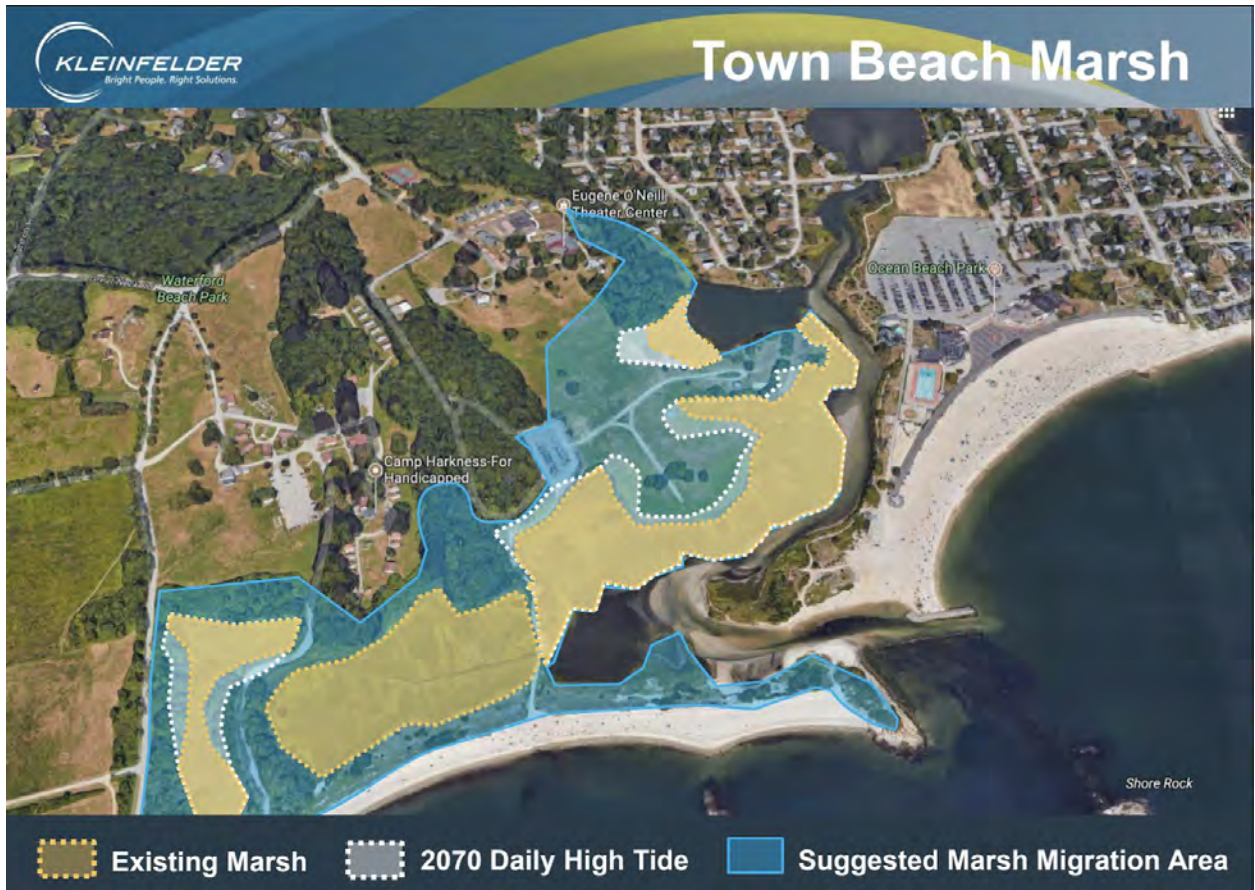 KLEINFELDER
Bright People. Right Solutions.
Town Beach Marsh
Eugene O'Neill
Theater Center
Ocean Beach Park
Waterford
Beach Park
Camp Harkness-For
Handicapped
Shore Rock
Existing Marsh
2070 Daily High Tide
Suggested Marsh Migration Area